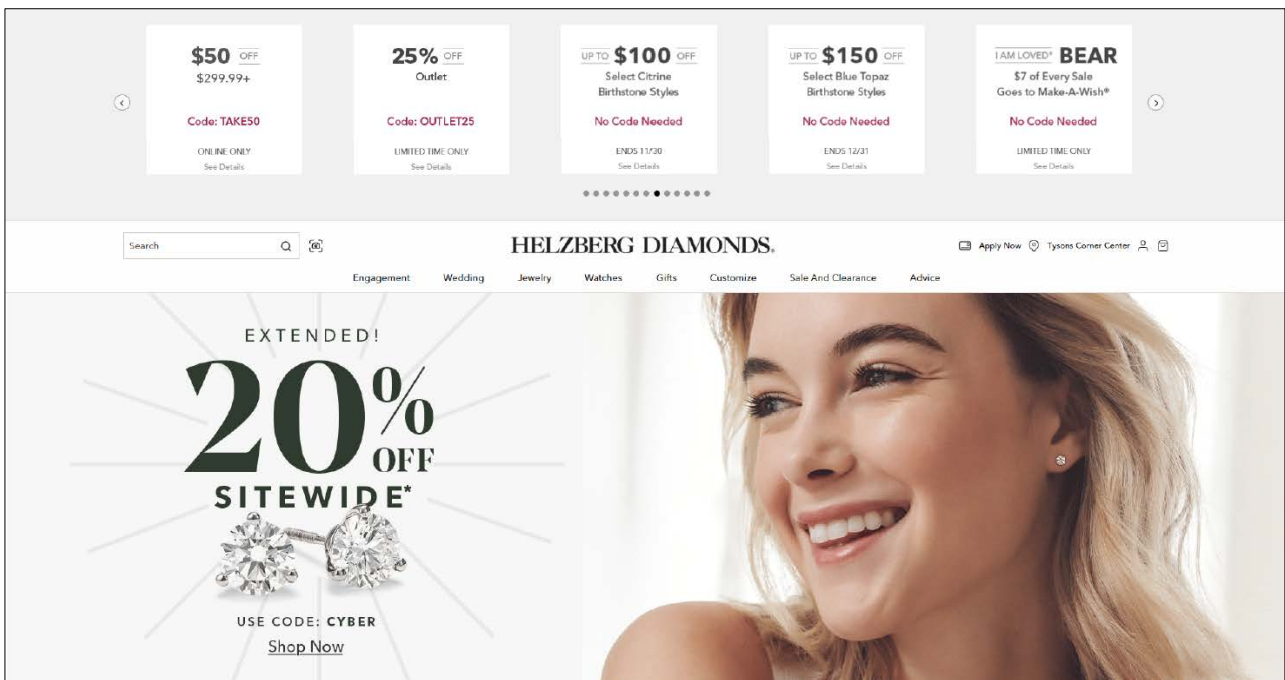 $50 OFF
$299.99+
Code: TAKE50
ONLINE ONLY
See Details
25% OFF
Outlet
Code: OUTLET25
LIMITED TIME ONLY
See Details
UP TO $100 OFF
Select Citrine
Birthstone Styles
No Code Needed
ENDS 11/30
See Details
UP TO $150 OFF
Select Blue Topaz
Birthstone Styles
No Code Needed
ENDS 12/31
See Details
I AM LOVED® BEAR
$7 of Every Sale
Goes to Make-A-Wish®
No Code Needed
LIMITED TIME ONLY
See Details
Search
HELZBERG DIAMONDS.
Apply Now Tysons Corner Center
Engagement Wedding Jewelry Watches Gifts Customize Sale And Clearance Advice
EXTENDED!
20% OFF
SITEWIDE*
USE CODE: CYBER
Shop Now